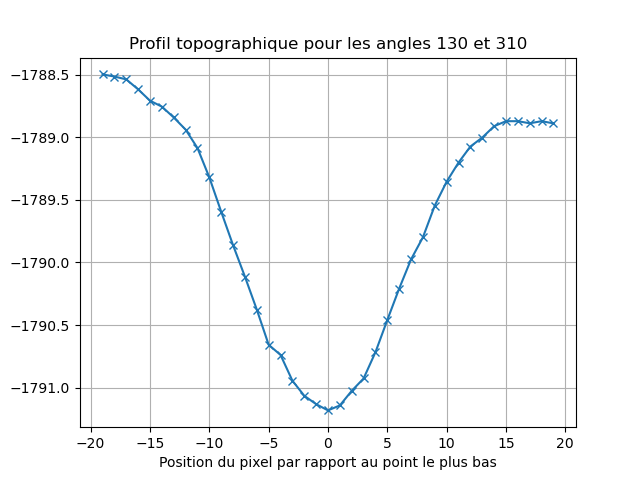 Profil topographique pour les angles 130 et 310
−1788.5
−1789.0
−1789.5
−1790.0
−1790.5
−1791.0
−20 −15 −10 −5 0 5 10 15 20
Position du pixel par rapport au point le plus bas